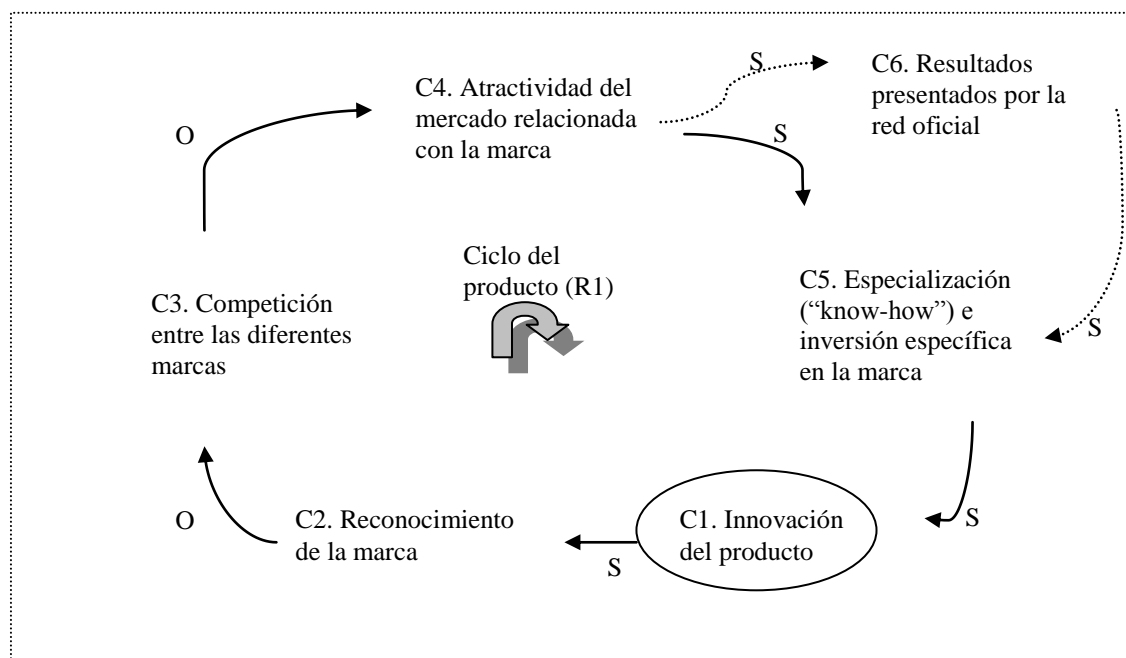 S
C6. Resultados
presentados por la
red oficial
C4. Atractividad del
mercado relacionada
con la marca
O
S
Ciclo del
producto (R1)
C3. Competición
entre las diferentes
marcas
C5. Especialización
(“know-how”) e
inversión específica
en la marca
S
O
C2. Reconocimiento
de la marca
S
C1. Innovación
del producto
S